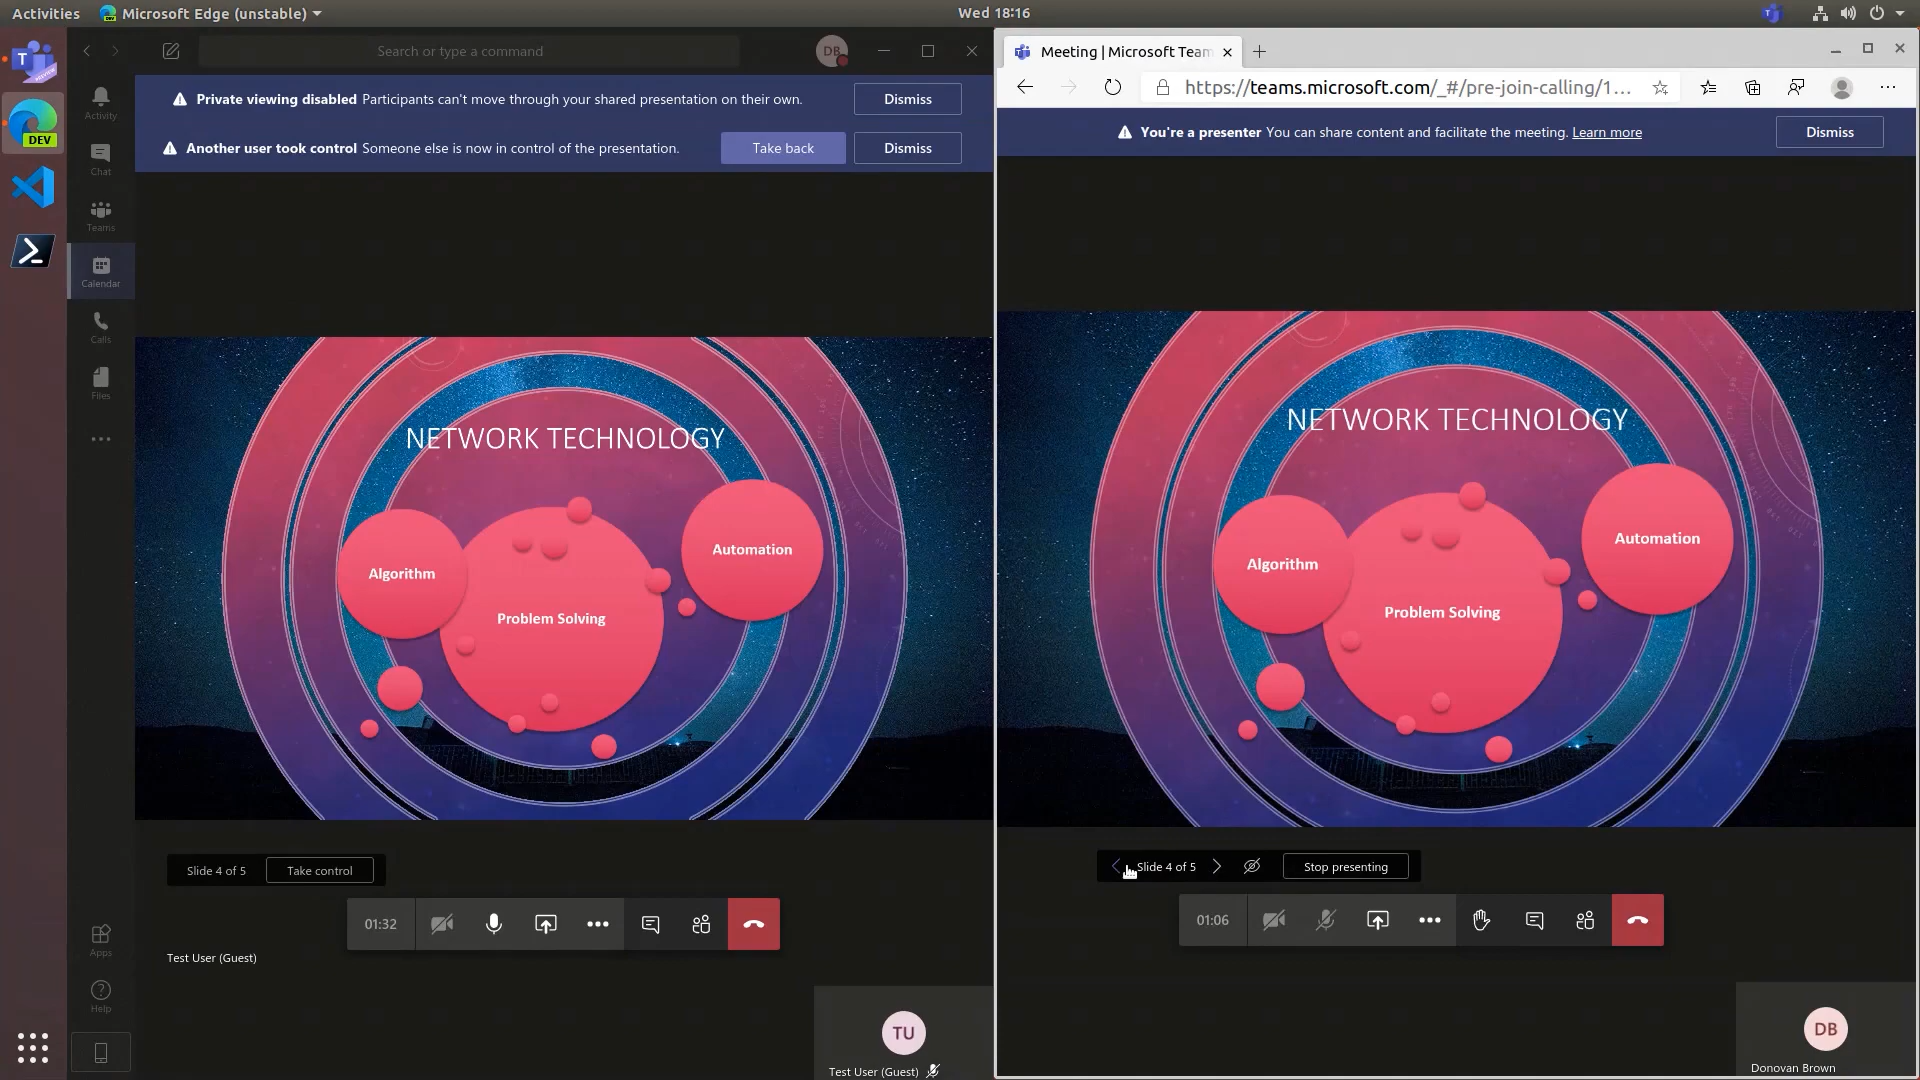 Activities
Microsoft Edge (unstable)
Wed 18:16
Search or type a command
DB
Meeting | Microsoft Team
https://teams.microsoft.com/_#/pre-join-calling/1...
DEV
Activity
Chat
Teams
Calendar
Calls
Files
Apps
Help
Private viewing disabled Participants can't move through your shared presentation on their own.
Dismiss
Another user took control Someone else is now in control of the presentation.
Take back
Dismiss
NETWORK TECHNOLOGY
Algorithm
Problem Solving
Automation
Slide 4 of 5
Take control
01:32
Test User (Guest)
TU
Test User (Guest)
You're a presenter You can share content and facilitate the meeting. Learn more
Dismiss
NETWORK TECHNOLOGY
Algorithm
Problem Solving
Automation
Slide 4 of 5
Stop presenting
01:06
DB
Donovan Brown